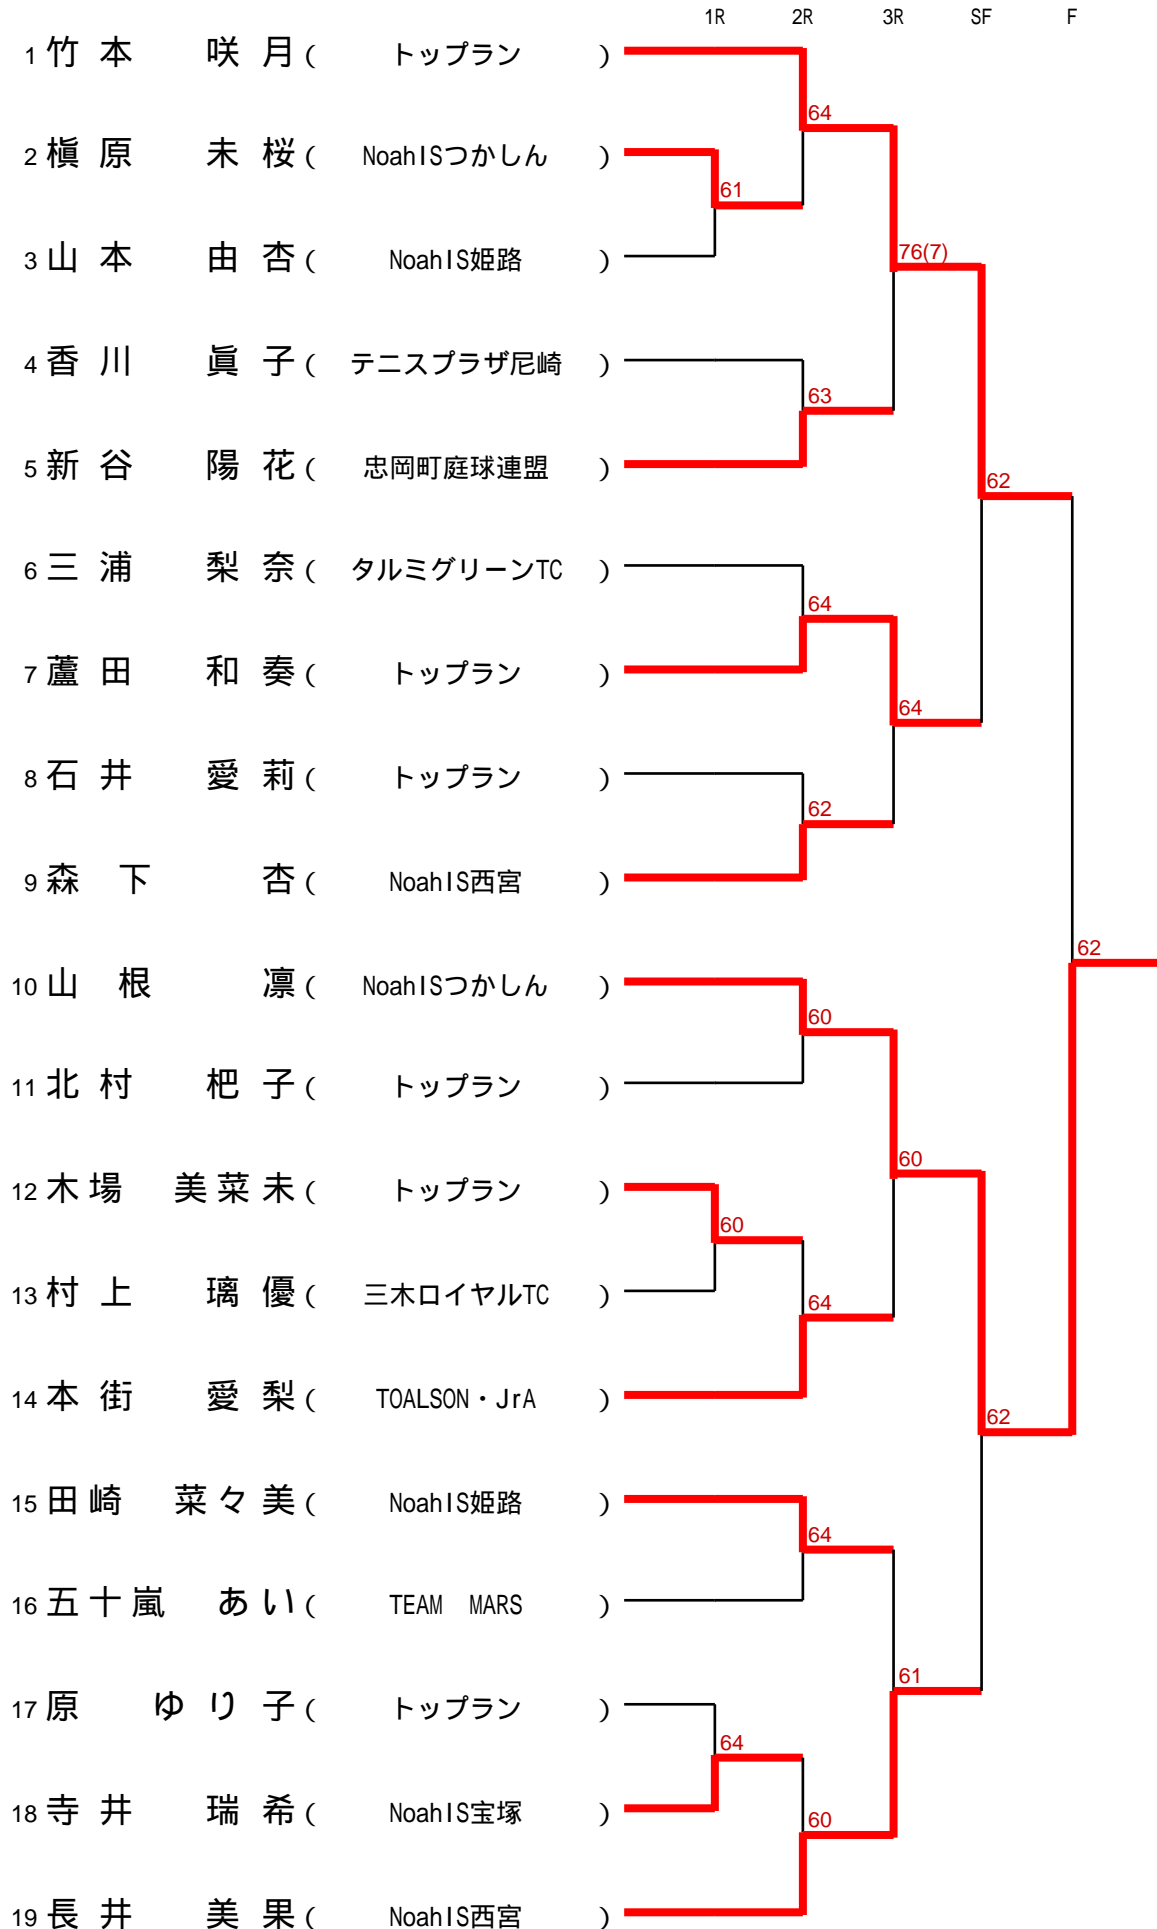 1R 2R 3R SF F
1 竹本 咲月 ( トップラン )
64
2 槇原 未桜 ( NoahISつかしん )
61
3 山本 由杏 ( NoahIS姫路 )
76(7)
4 香川 眞子 ( テニスプラザ尼崎 )
63
5 新谷 陽花 ( 忠岡町庭球連盟 )
62
6 三浦 梨奈 ( タルミグリーンTC )
64
7 蘆田 和奏 ( トップラン )
64
8 石井 愛莉 ( トップラン )
62
9 森下 杏 ( NoahIS西宮 )
62
10 山根 凛 ( NoahISつかしん )
60
11 北村 杷子 ( トップラン )
60
12 木場 美菜未 ( トップラン )
60
13 村上 璃優 ( 三木ロイヤルTC )
64
14 本街 愛梨 ( TOALSON・JrA )
62
15 田崎 菜々美 ( NoahIS姫路 )
64
16 五十嵐 あい ( TEAM MARS )
61
17 原 ゆり子 ( トップラン )
64
18 寺井 瑞希 ( NoahIS宝塚 )
60
19 長井 美果 ( NoahIS西宮 )